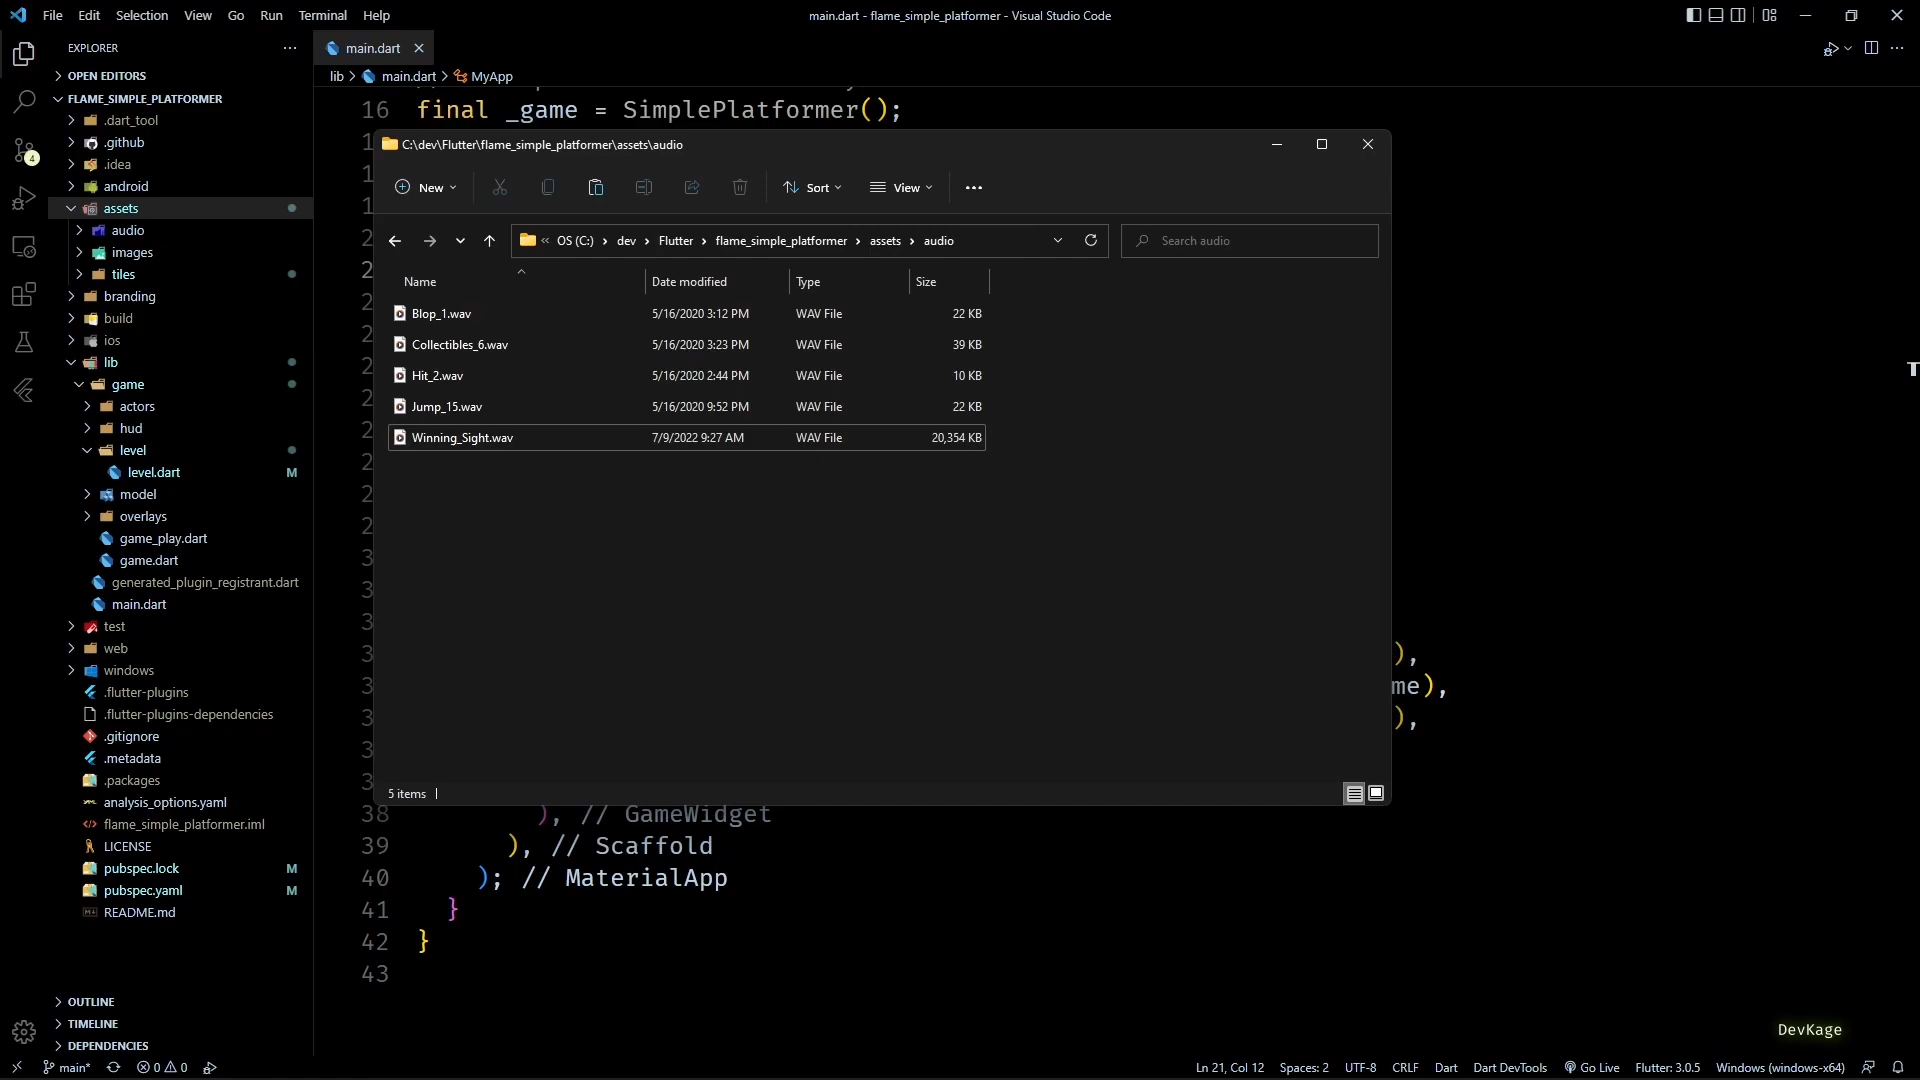 File Edit Selection View Go Run Terminal Help
main.dart - flame_simple_platformer - Visual Studio Code
EXPLORER
OPEN EDITORS
FLAME_SIMPLE_PLATFORMER
.dart_tool
.github
.idea
android
assets
audio
images
tiles
branding
build
ios
lib
game
actors
hud
level
level.dart M
model
overlays
game_play.dart
game.dart
generated_plugin_registrant.dart
main.dart
test
web
windows
.flutter-plugins
.flutter-plugins-dependencies
.gitignore
.metadata
.packages
analysis_options.yaml
flame_simple_platformer.iml
LICENSE
pubspec.lock M
pubspec.yaml M
README.md
OUTLINE
TIMELINE
DEPENDENCIES
4
main.dart
lib > main.dart > MyApp
16 final _game = SimplePlatformer();
C:\dev\Flutter\flame_simple_platformer\assets\audio
New Sort View
« OS (C:) > dev > Flutter > flame_simple_platformer > assets > audio
Search audio
Name Date modified Type Size
Blop_1.wav 5/16/2020 3:12 PM WAV File 22 KB
Collectibles_6.wav 5/16/2020 3:23 PM WAV File 39 KB
Hit_2.wav 5/16/2020 2:44 PM WAV File 10 KB
Jump_15.wav 5/16/2020 9:52 PM WAV File 22 KB
Winning_Sight.wav 7/9/2022 9:27 AM WAV File 20,354 KB
5 items
),
me),
),
38 ), // GameWidget
39 ), // Scaffold
40 ); // MaterialApp
41 }
42 }
43
DevKage
main* 0 0
Ln 21, Col 12 Spaces: 2 UTF-8 CRLF Dart Dart DevTools Go Live Flutter: 3.0.5 Windows (windows-x64)